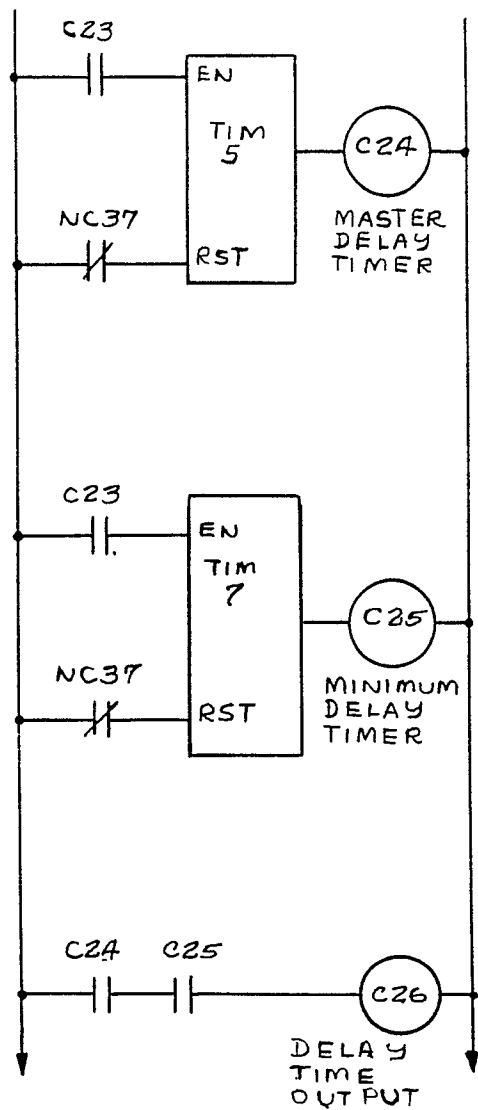 C23
EN
TIM
5
C24
NC37
RST
MASTER
DELAY
TIMER
C23
EN
TIM
7
C25
NC37
RST
MINIMUM
DELAY
TIMER
C24 C25
C26
DELAY
TIME
OUTPUT